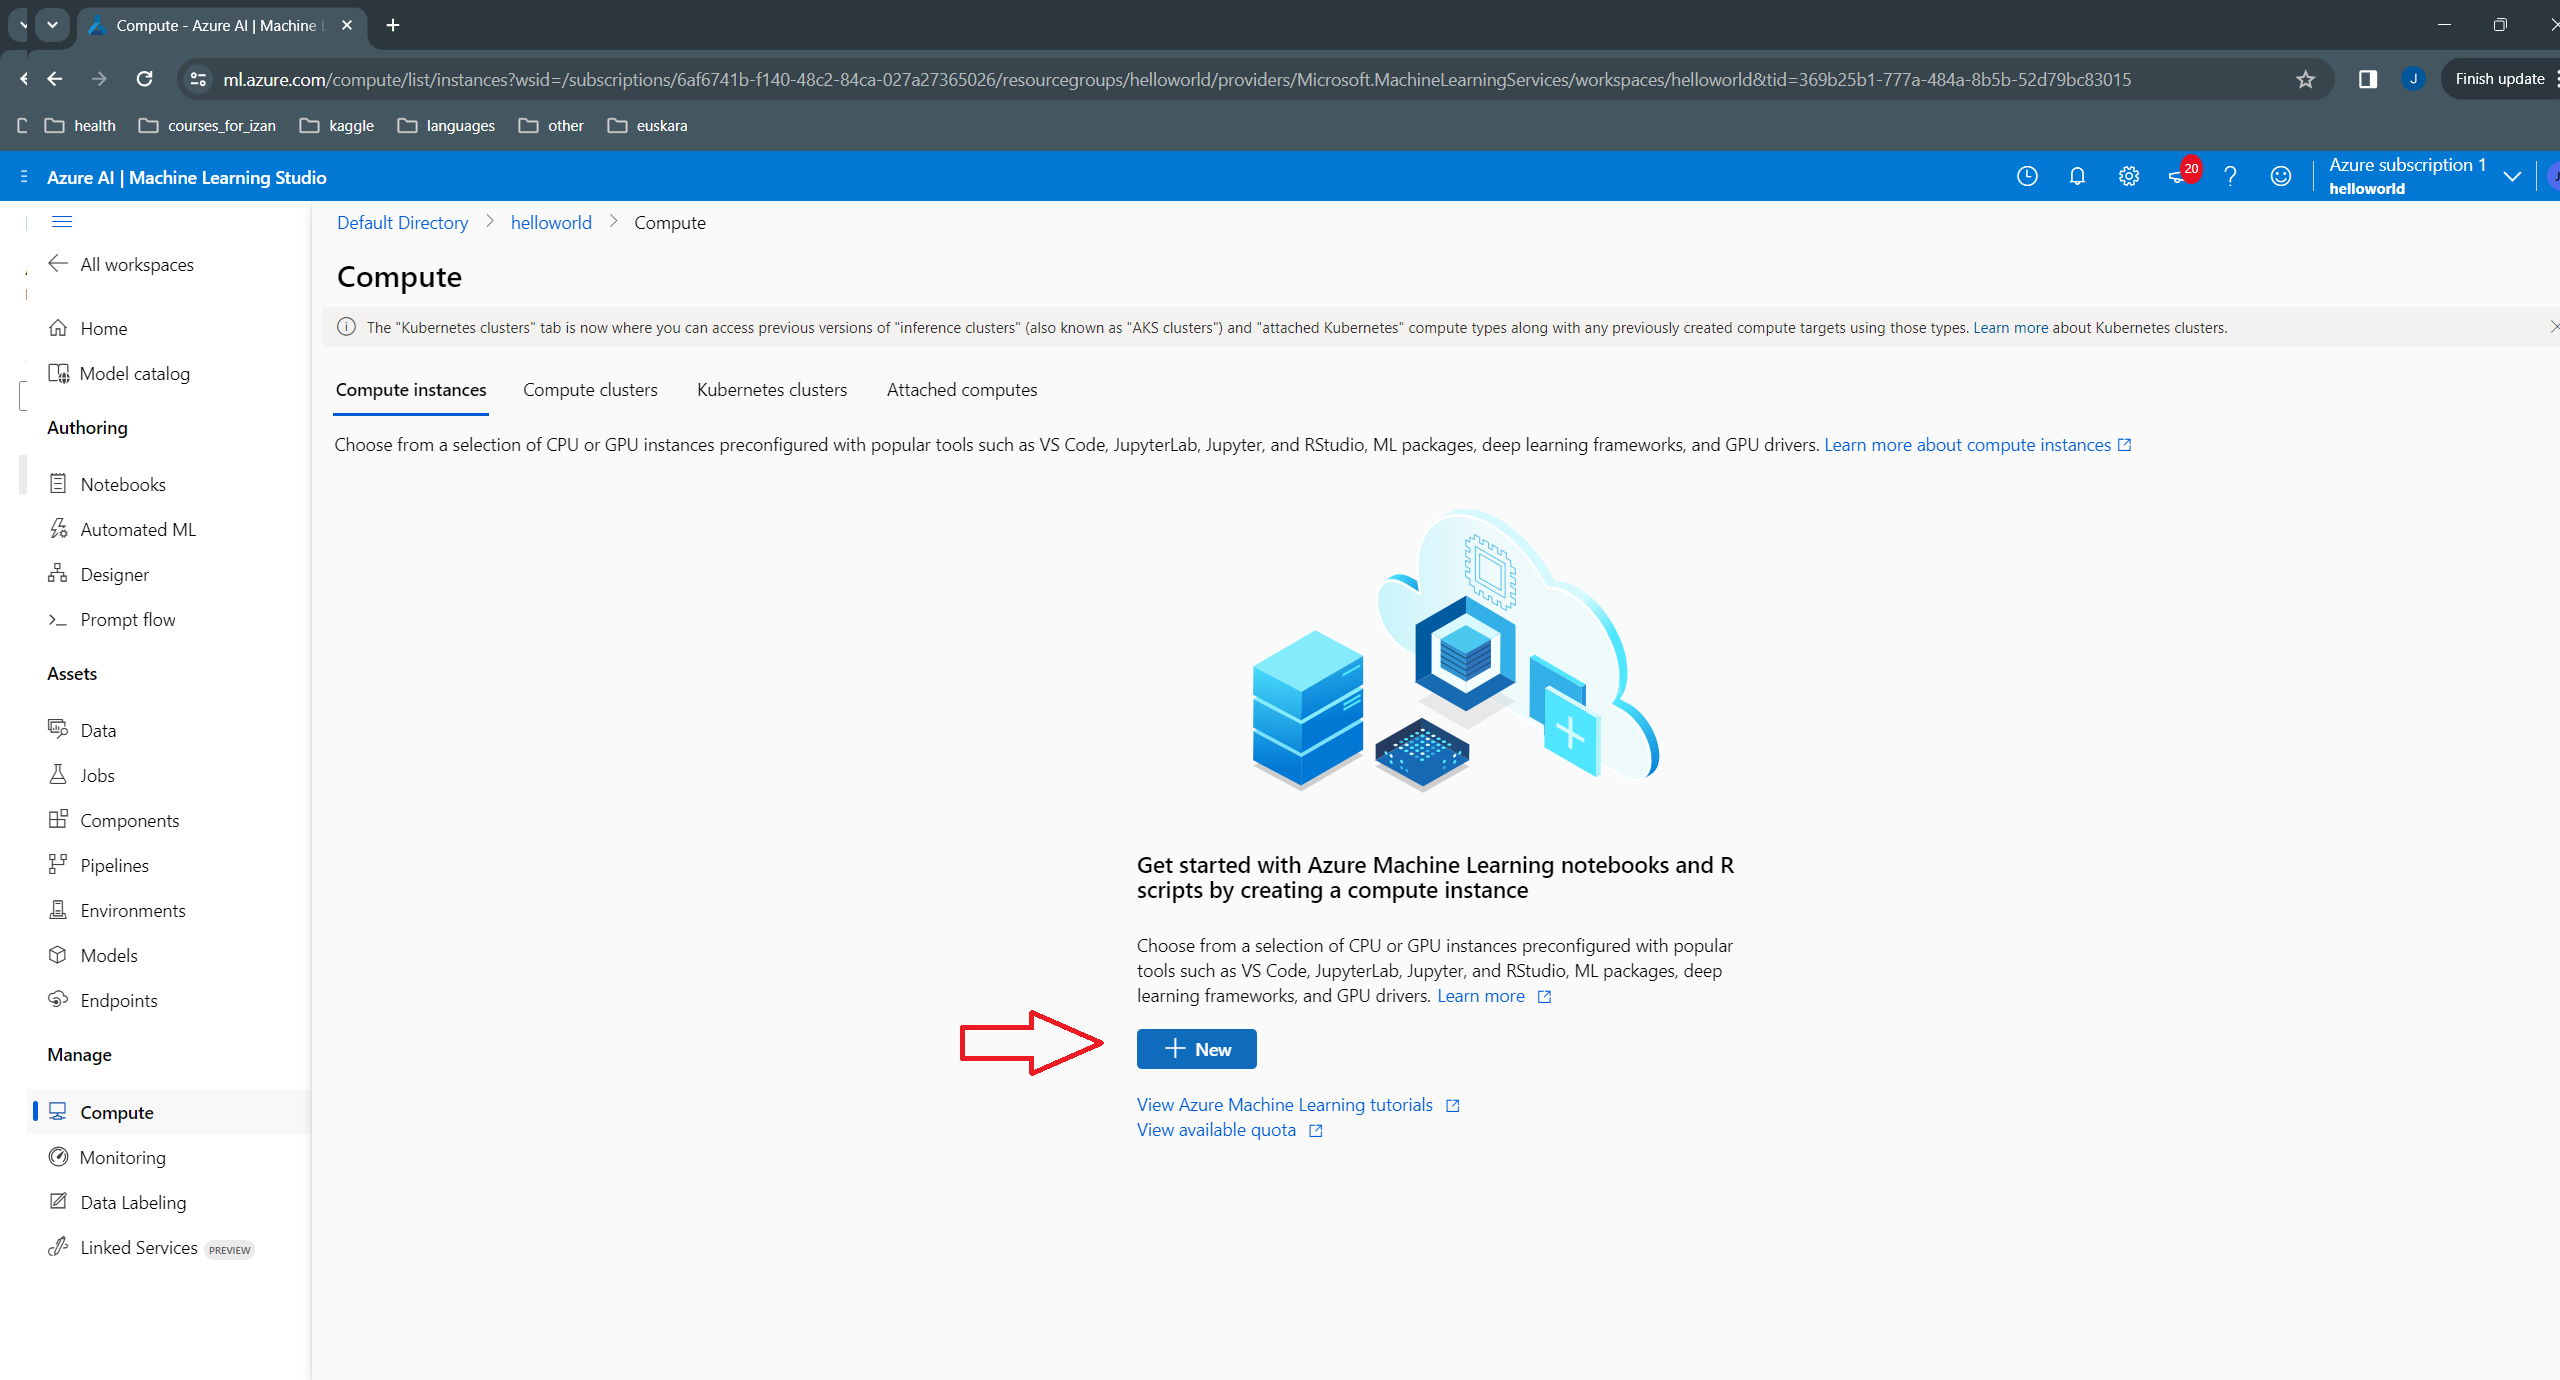 Compute - Azure AI | Machine L
ml.azure.com/compute/list/instances?wsid=/subscriptions/6af6741b-f140-48c2-84ca-027a27365026/resourcegroups/helloworld/providers/Microsoft.MachineLearningServices/workspaces/helloworld&tid=369b25b1-777a-484a-8b5b-52d79bc83015
J
Finish update
health
courses_for_izan
kaggle
languages
other
euskara
Azure AI | Machine Learning Studio
20
Azure subscription 1
helloworld
Default Directory > helloworld > Compute
All workspaces
Home
Model catalog
Authoring
Notebooks
Automated ML
Designer
Prompt flow
Assets
Data
Jobs
Components
Pipelines
Environments
Models
Endpoints
Manage
Compute
Monitoring
Data Labeling
Linked Services PREVIEW
Compute
The "Kubernetes clusters" tab is now where you can access previous versions of "inference clusters" (also known as "AKS clusters") and "attached Kubernetes" compute types along with any previously created compute targets using those types. Learn more about Kubernetes clusters.
Compute instances
Compute clusters
Kubernetes clusters
Attached computes
Choose from a selection of CPU or GPU instances preconfigured with popular tools such as VS Code, JupyterLab, Jupyter, and RStudio, ML packages, deep learning frameworks, and GPU drivers. Learn more about compute instances
Get started with Azure Machine Learning notebooks and R
scripts by creating a compute instance
Choose from a selection of CPU or GPU instances preconfigured with popular
tools such as VS Code, JupyterLab, Jupyter, and RStudio, ML packages, deep
learning frameworks, and GPU drivers. Learn more
+ New
View Azure Machine Learning tutorials
View available quota